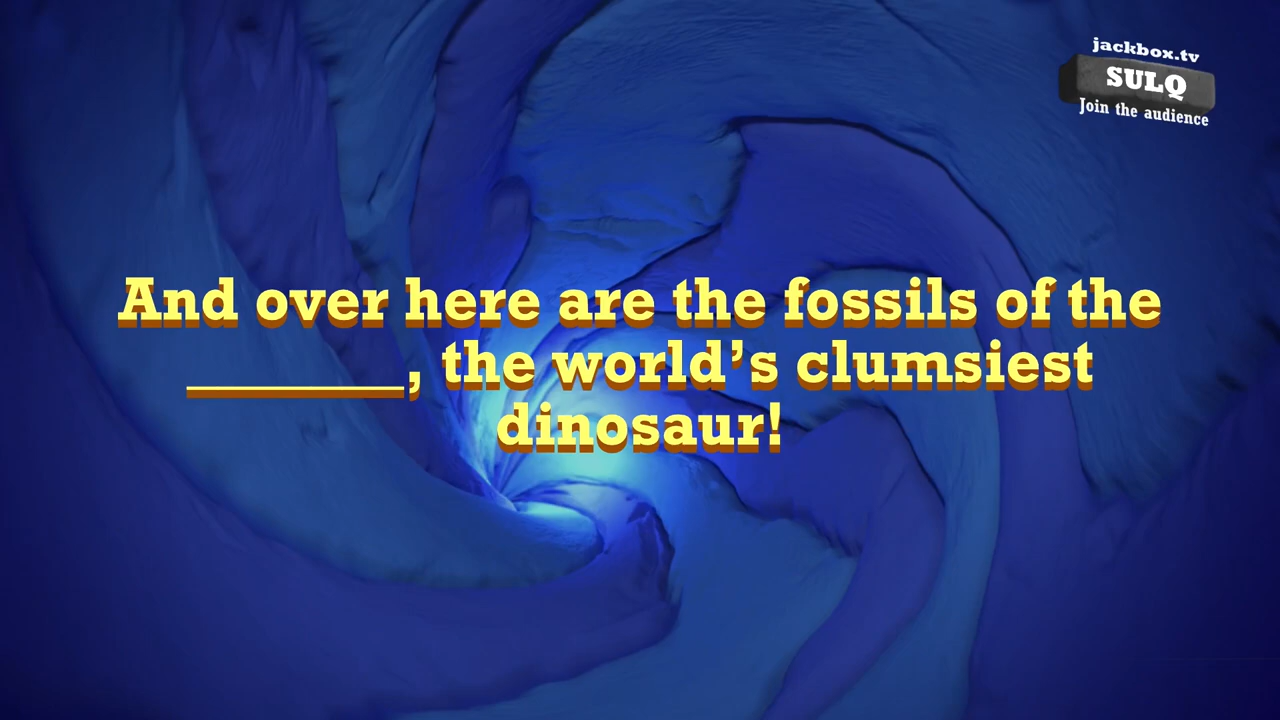 jackbox.tv
SULQ
Join the audience
And over here are the fossils of the
________, the world’s clumsiest
dinosaur!